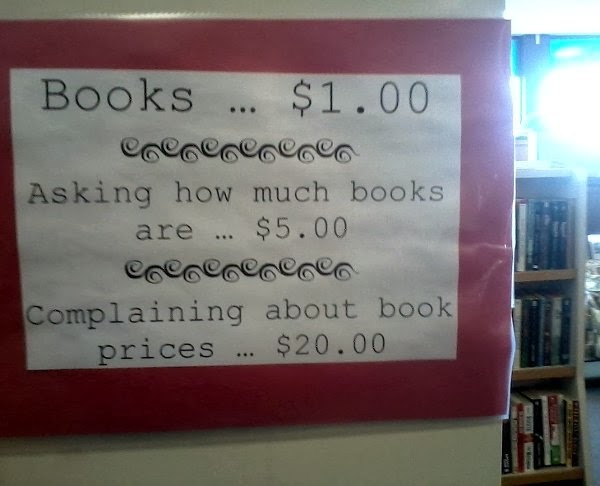 Books … $1.00
Asking how much books
are … $5.00
Complaining about book
prices … $20.00